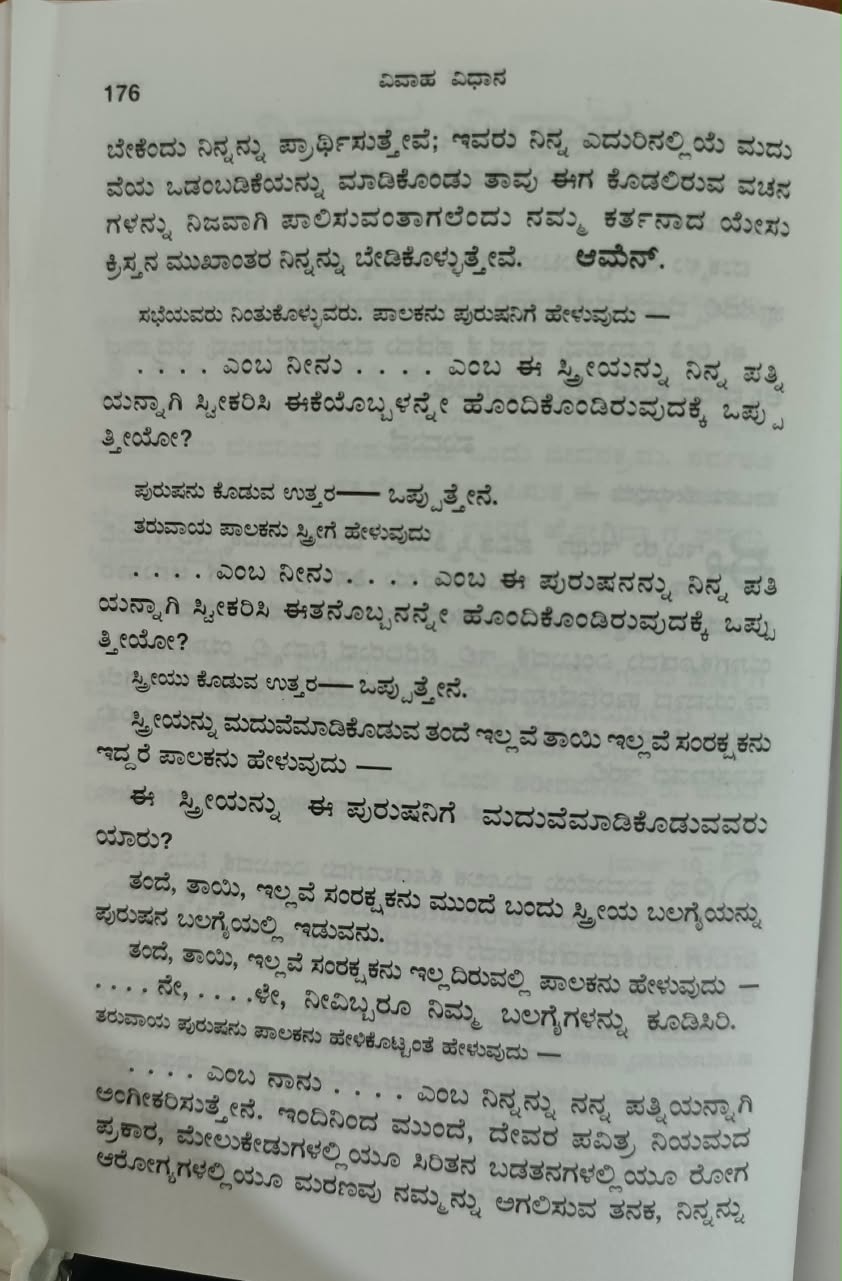 176
ವಿವಾಹ ವಿಧಾನ
ಬೇಕೆಂದು ನಿನ್ನನ್ನು ಪ್ರಾರ್ಥಿಸುತ್ತೇವೆ; ಇವರು ನಿನ್ನ ಎದುರಿನಲ್ಲಿಯೆ ಮದು
ವೆಯ ಒಡಂಬಡಿಕೆಯನ್ನು ಮಾಡಿಕೊಂಡು ತಾವು ಈಗ ಕೊಡಲಿರುವ ವಚನ
ಗಳನ್ನು ನಿಜವಾಗಿ ಪಾಲಿಸುವಂತಾಗಲೆಂದು ನಮ್ಮ ಕರ್ತನಾದ ಯೇಸು
ಕ್ರಿಸ್ತನ ಮುಖಾಂತರ ನಿನ್ನನ್ನು ಬೇಡಿಕೊಳ್ಳುತ್ತೇವೆ. ಆಮೆನ್.
ಸಭೆಯವರು ನಿಂತುಕೊಳ್ಳುವರು. ಪಾಲಕನು ಪುರುಷನಿಗೆ ಹೇಳುವುದು —
. . . . ಎಂಬ ನೀನು . . . . ಎಂಬ ಈ ಸ್ತ್ರೀಯನ್ನು ನಿನ್ನ ಪತ್ನಿ
ಯನ್ನಾಗಿ ಸ್ವೀಕರಿಸಿ ಈಕೆಯೊಬ್ಬಳನ್ನೇ ಹೊಂದಿಕೊಂಡಿರುವುದಕ್ಕೆ ಒಪ್ಪು
ತ್ತೀಯೋ?
ಪುರುಷನು ಕೊಡುವ ಉತ್ತರ— ಒಪ್ಪುತ್ತೇನೆ.
ತರುವಾಯ ಪಾಲಕನು ಸ್ತ್ರೀಗೆ ಹೇಳುವುದು
. . . . ಎಂಬ ನೀನು . . . . ಎಂಬ ಈ ಪುರುಷನನ್ನು ನಿನ್ನ ಪತಿ
ಯನ್ನಾಗಿ ಸ್ವೀಕರಿಸಿ ಈತನೊಬ್ಬನನ್ನೇ ಹೊಂದಿಕೊಂಡಿರುವುದಕ್ಕೆ ಒಪ್ಪು
ತ್ತೀಯೋ?
ಸ್ತ್ರೀಯು ಕೊಡುವ ಉತ್ತರ— ಒಪ್ಪುತ್ತೇನೆ.
ಸ್ತ್ರೀಯನ್ನು ಮದುವೆಮಾಡಿಕೊಡುವ ತಂದೆ ಇಲ್ಲವೆ ತಾಯಿ ಇಲ್ಲವೆ ಸಂರಕ್ಷಕನು
ಇದ್ದರೆ ಪಾಲಕನು ಹೇಳುವುದು —
ಈ ಸ್ತ್ರೀಯನ್ನು ಈ ಪುರುಷನಿಗೆ ಮದುವೆಮಾಡಿಕೊಡುವವರು
ಯಾರು?
ತಂದೆ, ತಾಯಿ, ಇಲ್ಲವೆ ಸಂರಕ್ಷಕನು ಮುಂದೆ ಬಂದು ಸ್ತ್ರೀಯ ಬಲಗೈಯನ್ನು
ಪುರುಷನ ಬಲಗೈಯಲ್ಲಿ ಇಡುವನು.
ತಂದೆ, ತಾಯಿ, ಇಲ್ಲವೆ ಸಂರಕ್ಷಕನು ಇಲ್ಲದಿರುವಲ್ಲಿ ಪಾಲಕನು ಹೇಳುವುದು —
. . . . ನೇ, . . . .ಳೇ, ನೀವಿಬ್ಬರೂ ನಿಮ್ಮ ಬಲಗೈಗಳನ್ನು ಕೂಡಿಸಿರಿ.
ತರುವಾಯ ಪುರುಷನು ಪಾಲಕನು ಹೇಳಿಕೊಟ್ಟಂತೆ ಹೇಳುವುದು —
. . . . ಎಂಬ ನಾನು . . . . ಎಂಬ ನಿನ್ನನ್ನು ನನ್ನ ಪತ್ನಿಯನ್ನಾಗಿ
ಅಂಗೀಕರಿಸುತ್ತೇನೆ. ಇಂದಿನಿಂದ ಮುಂದೆ, ದೇವರ ಪವಿತ್ರ ನಿಯಮದ
ಪ್ರಕಾರ, ಮೇಲುಕೇಡುಗಳಲ್ಲಿಯೂ ಸಿರಿತನ ಬಡತನಗಳಲ್ಲಿಯೂ ರೋಗ
ಆರೋಗ್ಯಗಳಲ್ಲಿಯೂ ಮರಣವು ನಮ್ಮನ್ನು ಅಗಲಿಸುವ ತನಕ, ನಿನ್ನನ್ನು